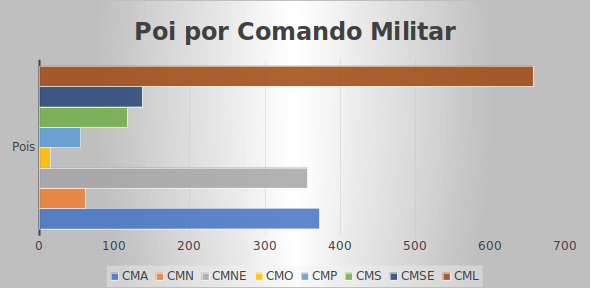 Poi por Comando Militar
Pois
0 100 200 300 400 500 600 700
CMA CMN CMNE CMO CMP CMS CMSE CML